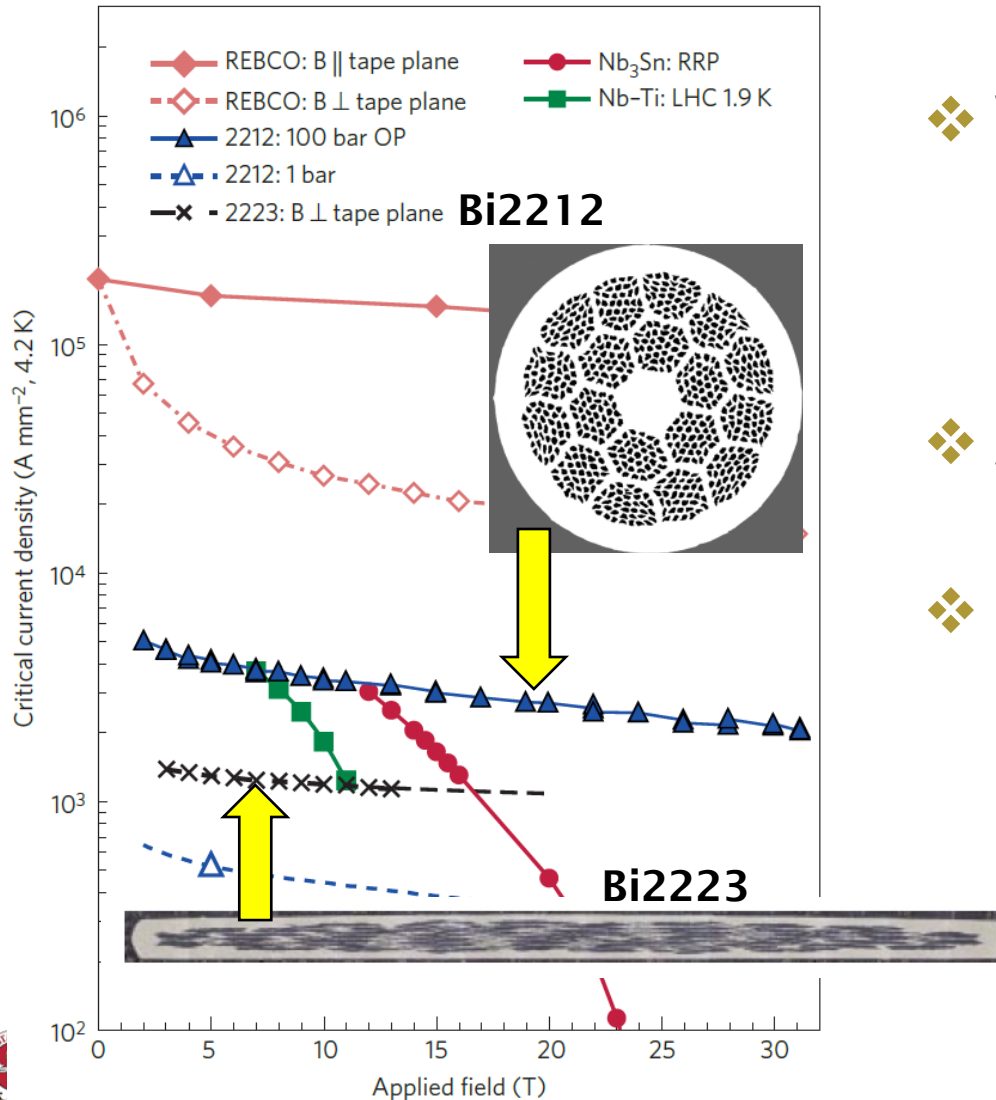 REBCO: B || tape plane
REBCO: B ⊥ tape plane
2212: 100 bar OP
2212: 1 bar
2223: B ⊥ tape plane
Nb₃Sn: RRP
Nb–Ti: LHC 1.9 K
Bi2212
Bi2223
Critical current density (A mm⁻², 4.2 K)
10⁶
10⁵
10⁴
10³
10²
0 5 10 15 20 25 30
Applied field (T)